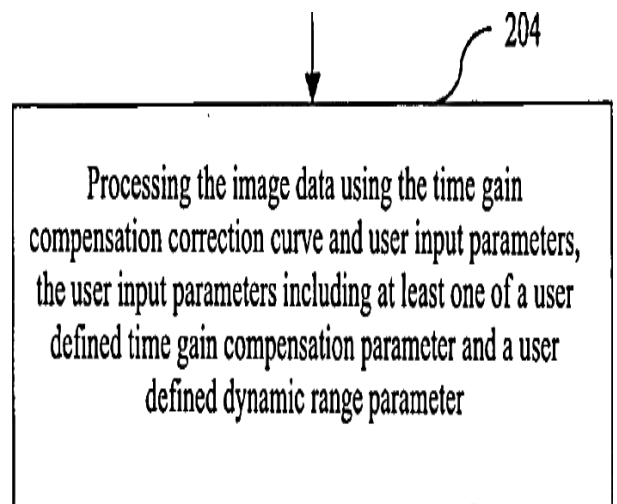 204
Processing the image data using the time gain
compensation correction curve and user input parameters,
the user input parameters including at least one of a user
defined time gain compensation parameter and a user
defined dynamic range parameter